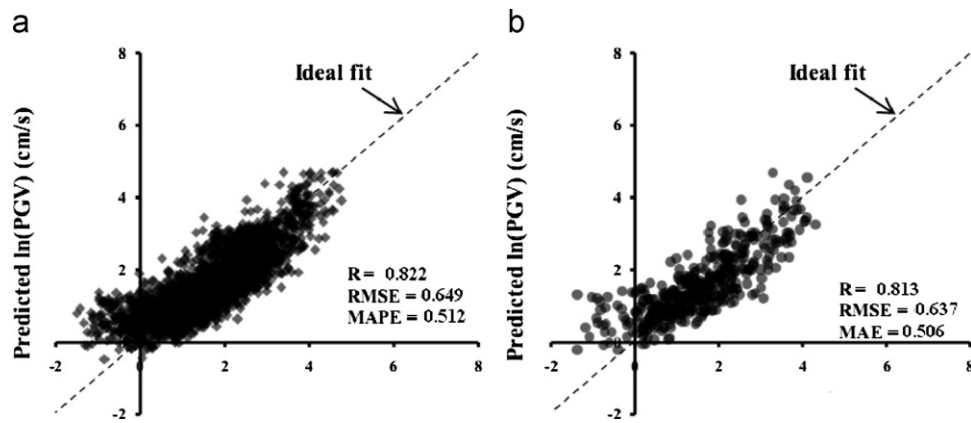 a
8
Ideal fit
6
4
2
R = 0.822
RMSE = 0.649
MAPE = 0.512
-2 0 2 4 6 8
-2
Predicted ln(PGV) (cm/s)
b
8
Ideal fit
6
4
2
R = 0.813
RMSE = 0.637
MAE = 0.506
-2 0 2 4 6 8
-2
Predicted ln(PGV) (cm/s)